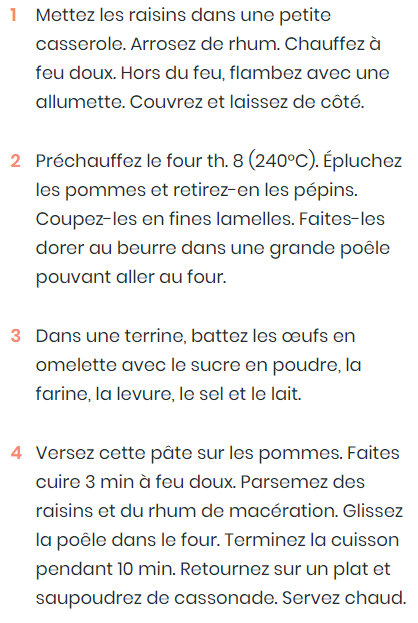 1 Mettez les raisins dans une petite
casserole. Arrosez de rhum. Chauffez à
feu doux. Hors du feu, flambez avec une
allumette. Couvrez et laissez de côté.
2 Préchauffez le four th. 8 (240°C). Épluchez
les pommes et retirez-en les pépins.
Coupez-les en fines lamelles. Faites-les
dorer au beurre dans une grande poêle
pouvant aller au four.
3 Dans une terrine, battez les œufs en
omelette avec le sucre en poudre, la
farine, la levure, le sel et le lait.
4 Versez cette pâte sur les pommes. Faites
cuire 3 min à feu doux. Parsemez des
raisins et du rhum de macération. Glissez
la poêle dans le four. Terminez la cuisson
pendant 10 min. Retournez sur un plat et
saupoudrez de cassonade. Servez chaud.